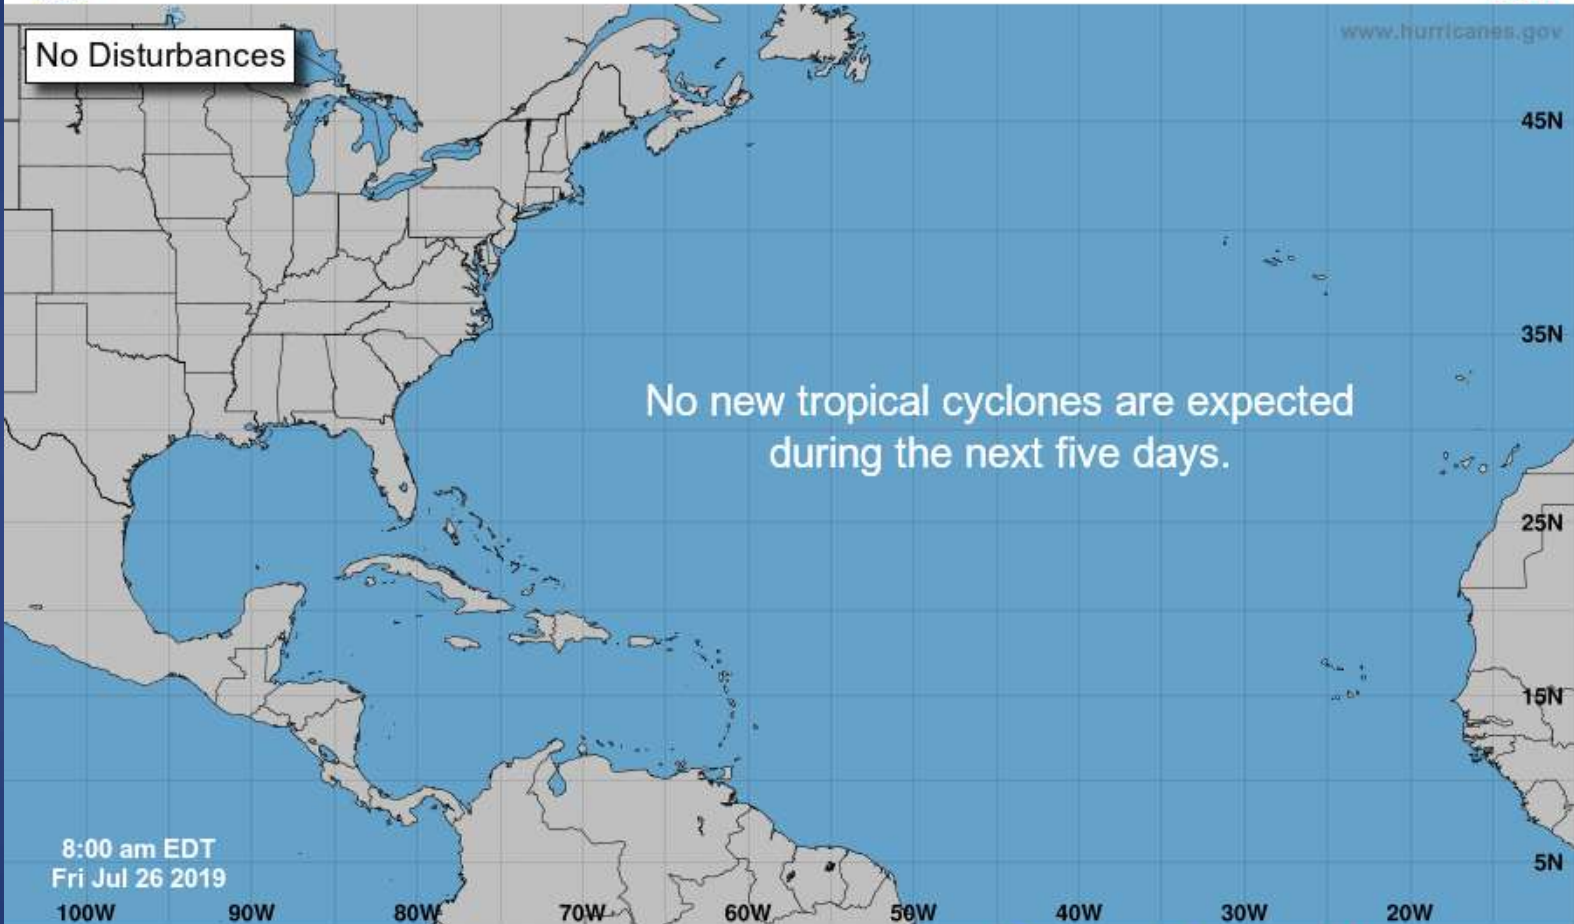 No Disturbances
www.hurricanes.gov
45N
35N
No new tropical cyclones are expected
during the next five days.
25N
15N
8:00 am EDT
Fri Jul 26 2019
5N
100W 90W 80W 70W 60W 50W 40W 30W 20W